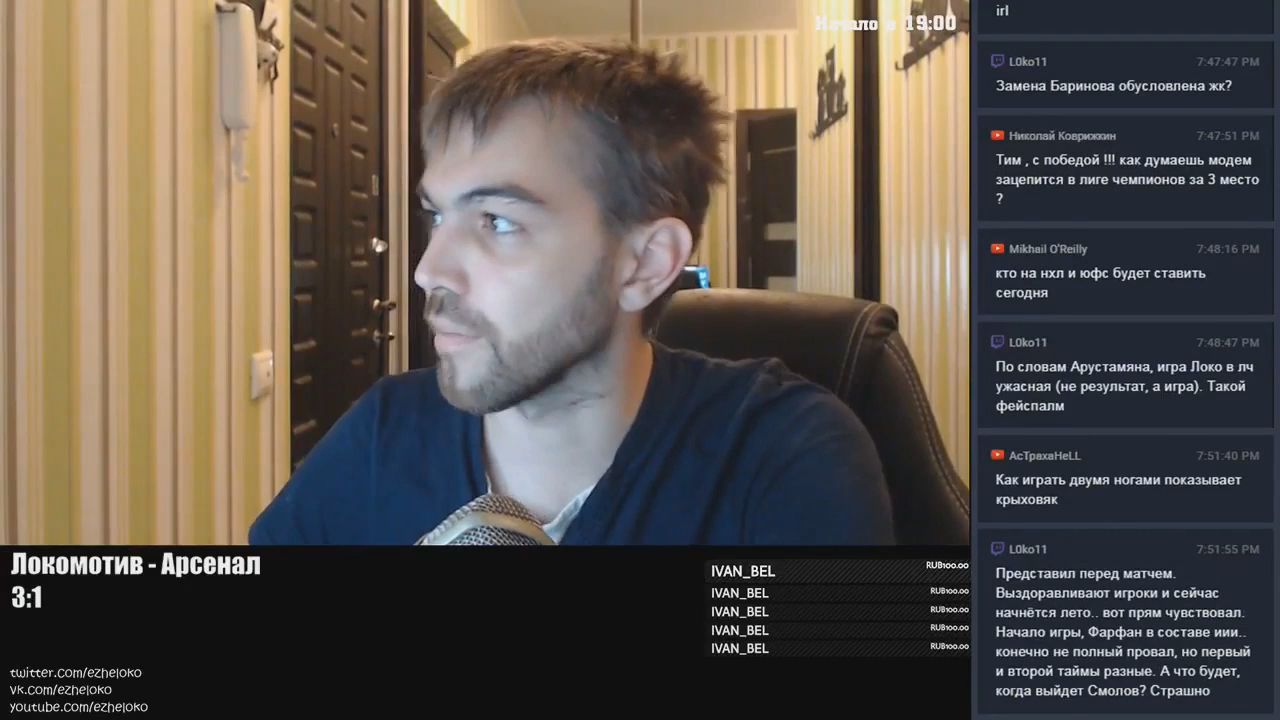 Начало в 19:00
irl
L0ko11 7:47:47 PM
Замена Баринова обусловлена жк?
Николай Коврижкин 7:47:51 PM
Тим , с победой !!! как думаешь модем
зацепится в лиге чемпионов за 3 место
?
Mikhail O'Reilly 7:48:16 PM
кто на нхл и юфс будет ставить
сегодня
L0ko11 7:48:47 PM
По словам Арустамяна, игра Локо в лч
ужасная (не результат, а игра). Такой
фейспалм
АсТрахаНеLL 7:51:40 PM
Как играть двумя ногами показывает
крыховяк
L0ko11 7:51:55 PM
Представил перед матчем.
Выздоравливают игроки и сейчас
начнётся лето.. вот прям чувствовал.
Начало игры, Фарфан в составе иии..
конечно не полный провал, но первый
и второй таймы разные. А что будет,
когда выйдет Смолов? Страшно
Локомотив - Арсенал
3:1
IVAN_BEL RUB100.00
IVAN_BEL RUB100.00
IVAN_BEL RUB100.00
IVAN_BEL RUB100.00
IVAN_BEL RUB100.00
twitter.com/ezheloko
vk.com/ezheloko
youtube.com/ezheloko